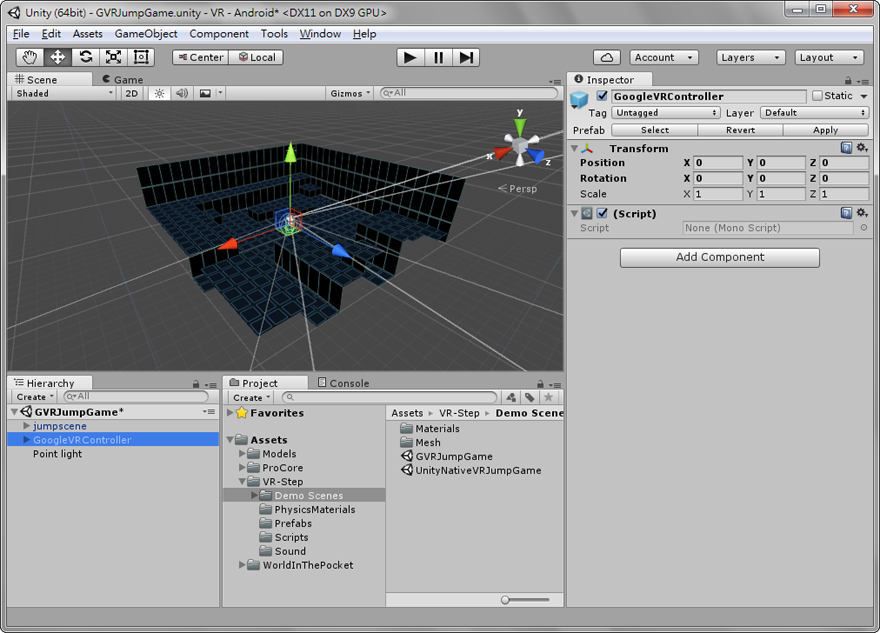 Unity (64bit) - GVRJumpGame.unity - VR - Android* <DX11 on DX9 GPU>
File Edit Assets GameObject Component Tools Window Help
Center Local Account Layers Layout
Scene Game
Shaded 2D Gizmos All
y
x
z
Persp
Inspector
GoogleVRController Static
Tag Untagged Layer Default
Prefab Select Revert Apply
Transform
Position X 0 Y 0 Z 0
Rotation X 0 Y 0 Z 0
Scale X 1 Y 1 Z 1
(Script)
Script None (Mono Script)
Add Component
Hierarchy
Create All
GVRJumpGame*
jumpscene
GoogleVRController
Point light
Project Console
Create
Favorites
Assets
Models
ProCore
VR-Step
Demo Scenes
PhysicsMaterials
Prefabs
Scripts
Sound
WorldInThePocket
Assets VR-Step Demo Scene
Materials
Mesh
GVRJumpGame
UnityNativeVRJumpGame